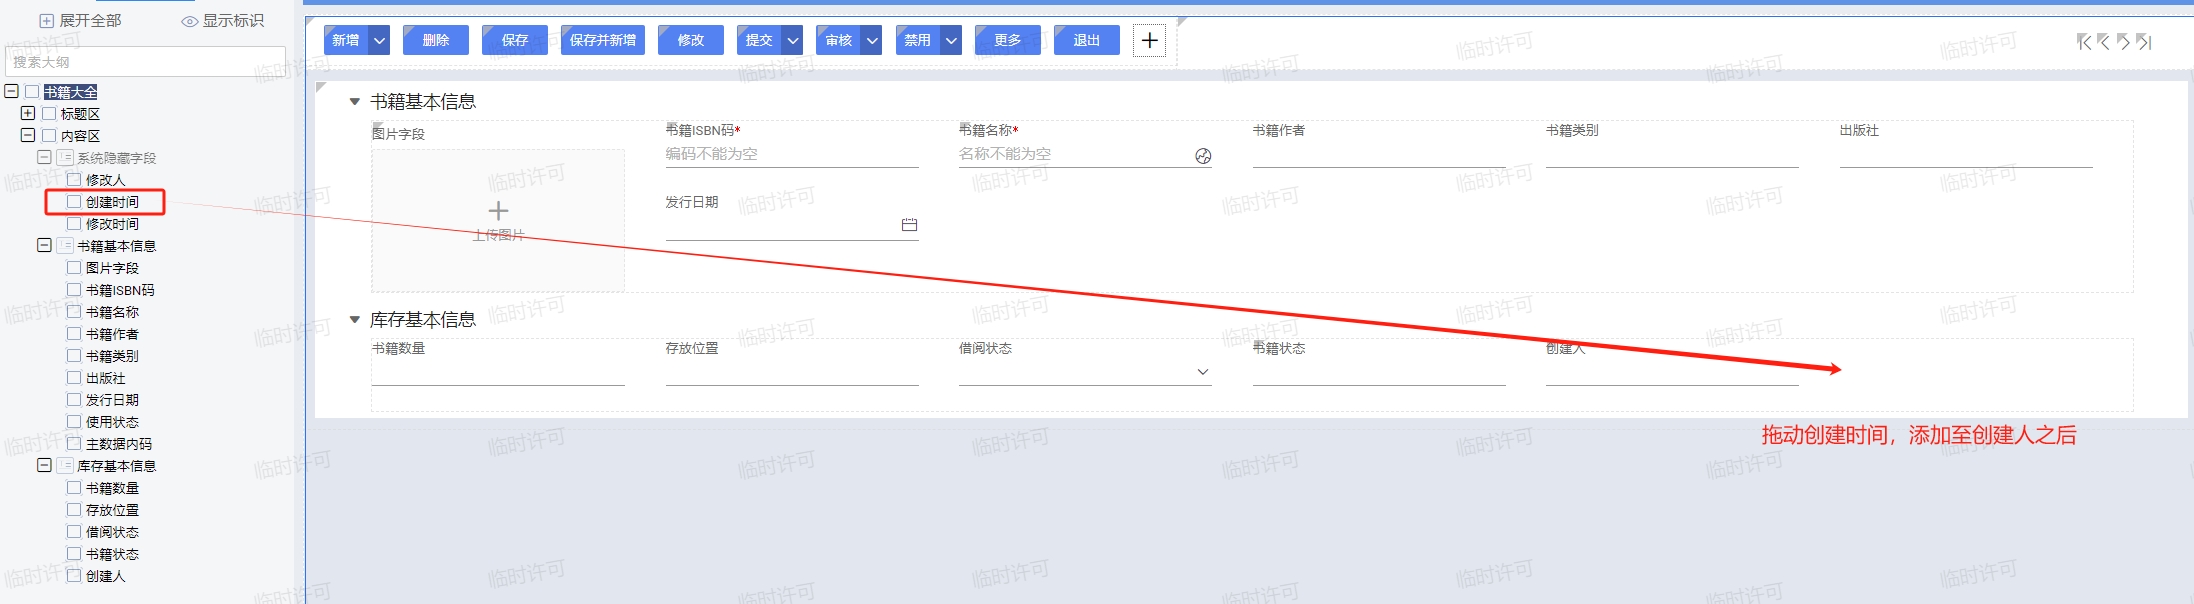 展开全部 显示标识
搜索大纲
书籍大全
标题区
内容区
系统隐藏字段
修改人
创建时间
修改时间
书籍基本信息
图片字段
书籍ISBN码
书籍名称
书籍作者
书籍类别
出版社
发行日期
使用状态
主数据内码
库存基本信息
书籍数量
存放位置
借阅状态
书籍状态
创建人
新增 删除 保存 保存并新增 修改 提交 审核 禁用 更多 退出
书籍基本信息
图片字段 书籍ISBN码* 书籍名称* 书籍作者 书籍类别 出版社
编码不能为空 名称不能为空
发行日期
上传图片
库存基本信息
书籍数量 存放位置 借阅状态 书籍状态 创建人
拖动创建时间，添加至创建人之后
临时许可